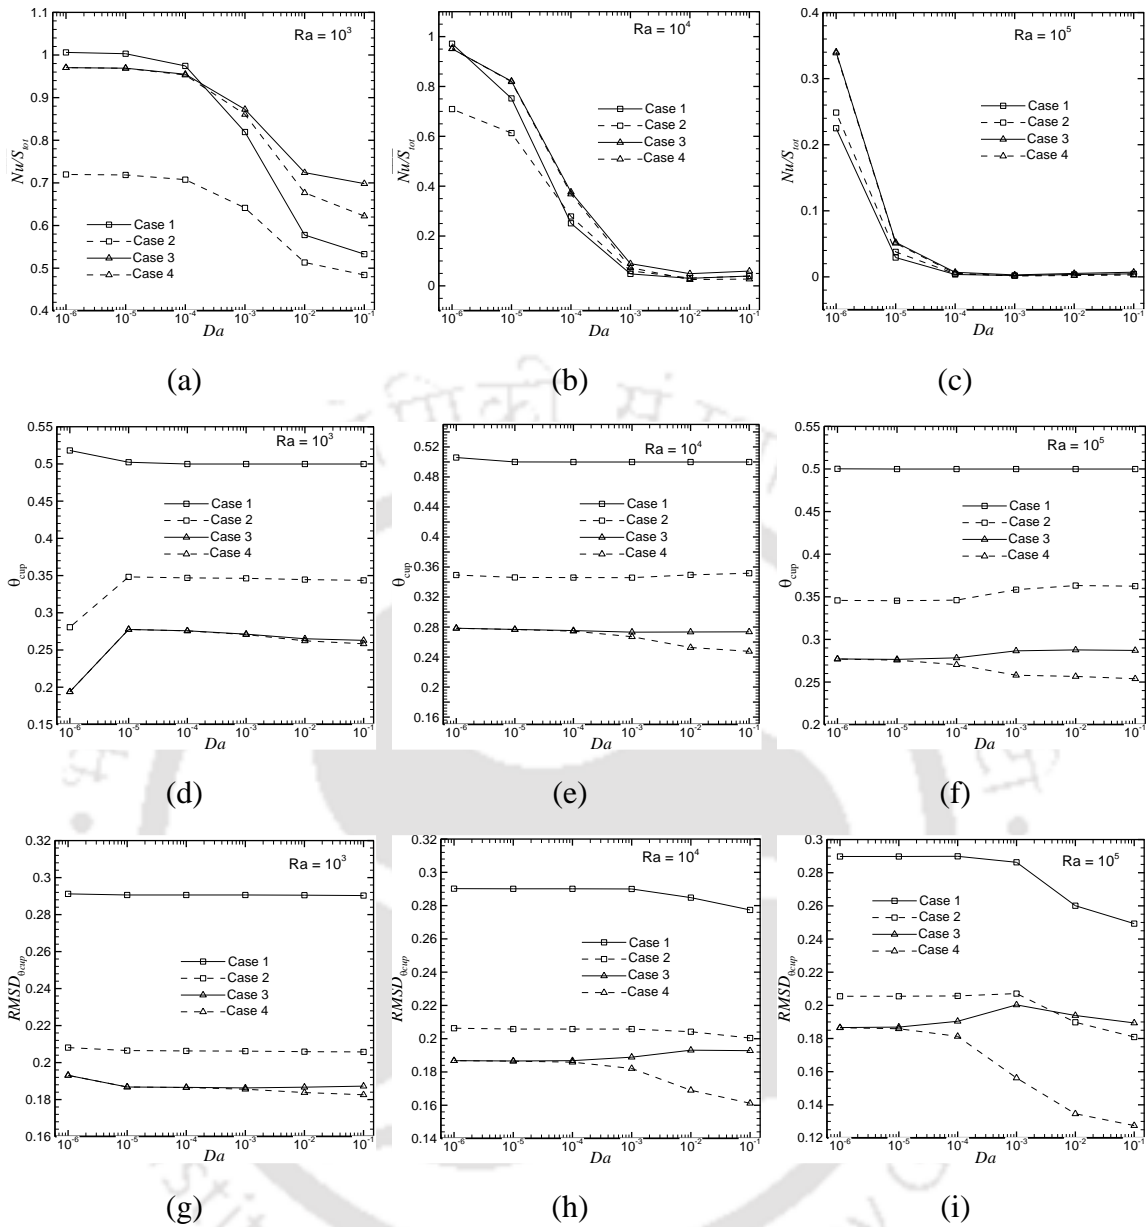 Nu/S_tot
1.1
1
0.9
0.8
0.7
0.6
0.5
0.4
Ra = 10³
Case 1
Case 2
Case 3
Case 4
10⁻⁶ 10⁻⁵ 10⁻⁴ 10⁻³ 10⁻² 10⁻¹
Da
(a)
Nu/S_tot
1
0.8
0.6
0.4
0.2
0
Ra = 10⁴
Case 1
Case 2
Case 3
Case 4
10⁻⁶ 10⁻⁵ 10⁻⁴ 10⁻³ 10⁻² 10⁻¹
Da
(b)
Nu/S_tot
0.4
0.3
0.2
0.1
0
Ra = 10⁵
Case 1
Case 2
Case 3
Case 4
10⁻⁶ 10⁻⁵ 10⁻⁴ 10⁻³ 10⁻² 10⁻¹
Da
(c)
θ_cup
0.55
0.5
0.45
0.4
0.35
0.3
0.25
0.2
0.15
Ra = 10³
Case 1
Case 2
Case 3
Case 4
10⁻⁶ 10⁻⁵ 10⁻⁴ 10⁻³ 10⁻² 10⁻¹
Da
(d)
θ_cup
0.52
0.48
0.44
0.4
0.36
0.32
0.28
0.24
0.2
0.16
Ra = 10⁴
Case 1
Case 2
Case 3
Case 4
10⁻⁶ 10⁻⁵ 10⁻⁴ 10⁻³ 10⁻² 10⁻¹
Da
(e)
θ_cup
0.55
0.5
0.45
0.4
0.35
0.3
0.25
0.2
Ra = 10⁵
Case 1
Case 2
Case 3
Case 4
10⁻⁶ 10⁻⁵ 10⁻⁴ 10⁻³ 10⁻² 10⁻¹
Da
(f)
RMSD_θcup
0.32
0.3
0.28
0.26
0.24
0.22
0.2
0.18
0.16
Ra = 10³
Case 1
Case 2
Case 3
Case 4
10⁻⁶ 10⁻⁵ 10⁻⁴ 10⁻³ 10⁻² 10⁻¹
Da
(g)
RMSD_θcup
0.32
0.3
0.28
0.26
0.24
0.22
0.2
0.18
0.16
0.14
Ra = 10⁴
Case 1
Case 2
Case 3
Case 4
10⁻⁶ 10⁻⁵ 10⁻⁴ 10⁻³ 10⁻² 10⁻¹
Da
(h)
RMSD_θcup
0.3
0.28
0.26
0.24
0.22
0.2
0.18
0.16
0.14
0.12
Ra = 10⁵
Case 1
Case 2
Case 3
Case 4
10⁻⁶ 10⁻⁵ 10⁻⁴ 10⁻³ 10⁻² 10⁻¹
Da
(i)